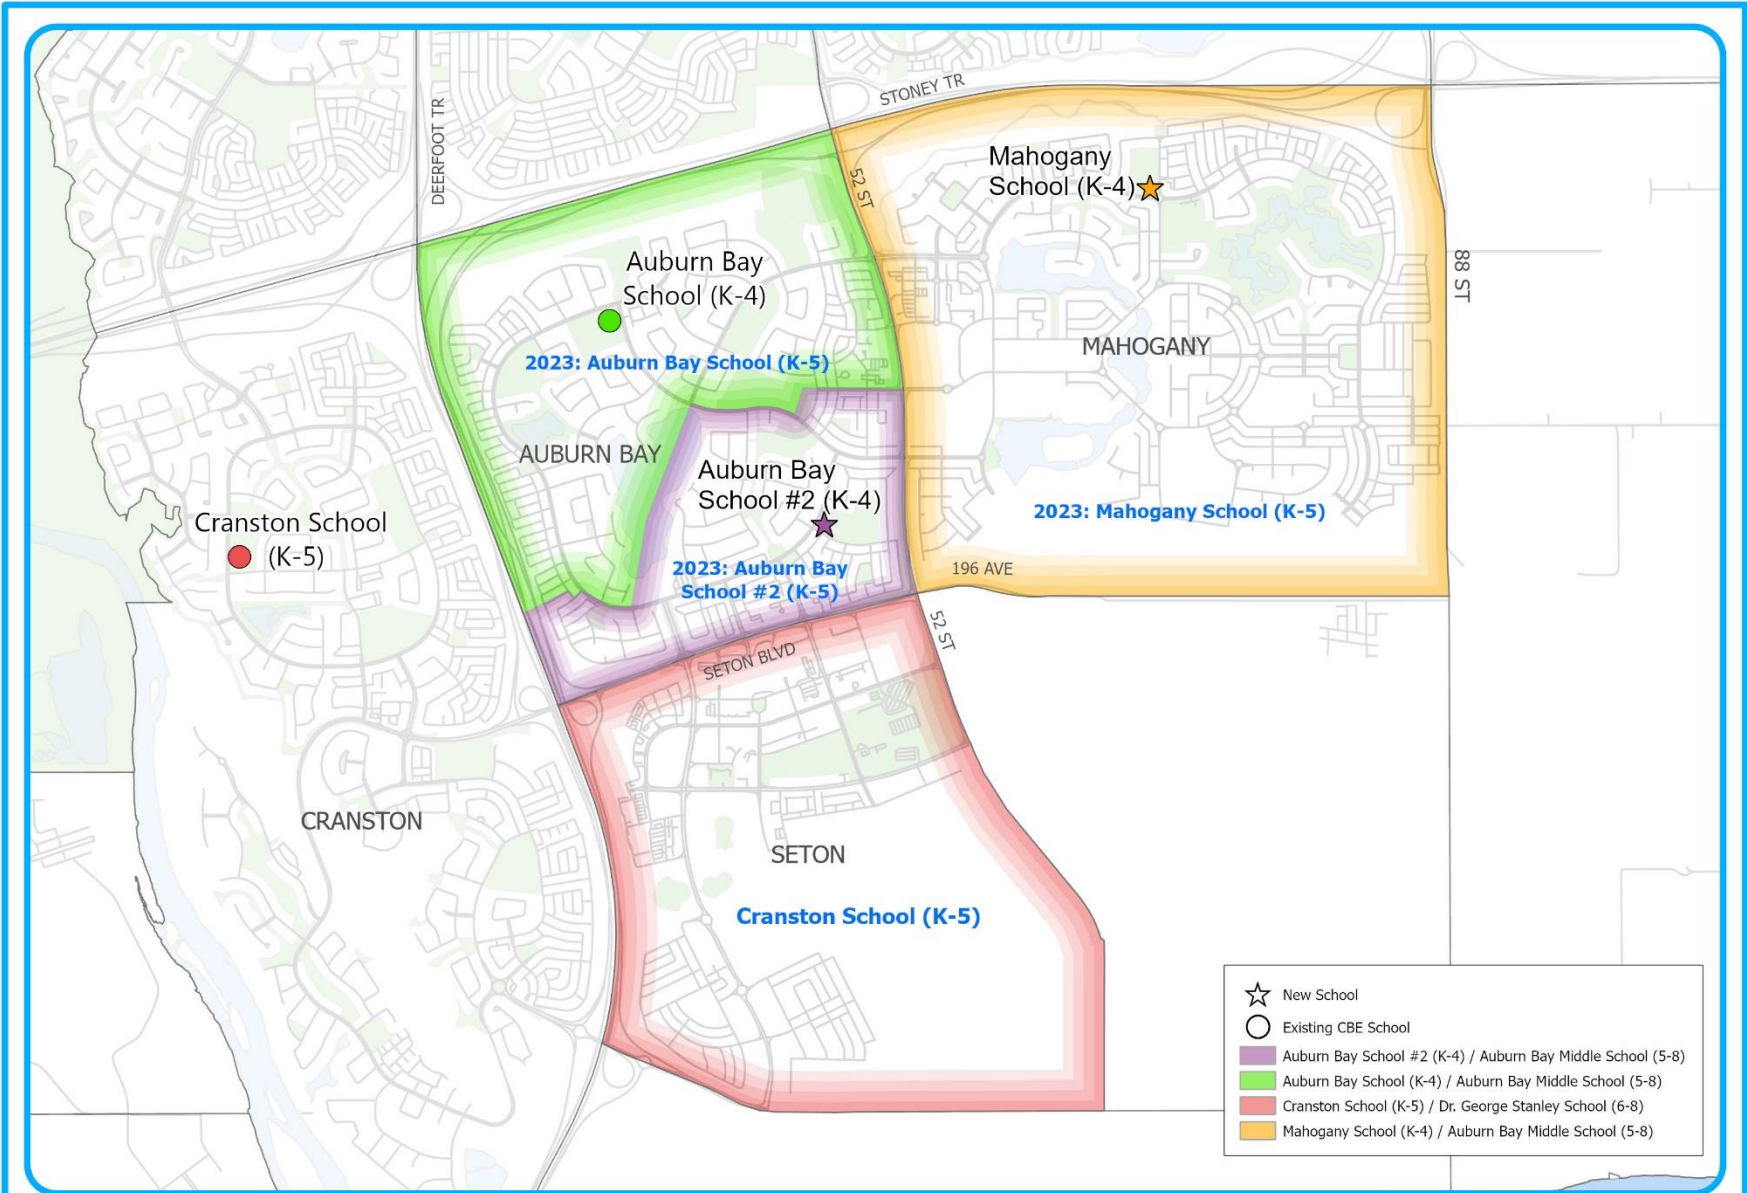 STONEY TR
DEERFOOT TR
52 ST
Mahogany
School (K-4)
Auburn Bay
School (K-4)
88 ST
MAHOGANY
2023: Auburn Bay School (K-5)
AUBURN BAY
Auburn Bay
School #2 (K-4)
2023: Mahogany School (K-5)
Cranston School
(K-5)
2023: Auburn Bay
School #2 (K-5)
196 AVE
52 ST
SETON BLVD
CRANSTON
SETON
Cranston School (K-5)
New School
Existing CBE School
Auburn Bay School #2 (K-4) / Auburn Bay Middle School (5-8)
Auburn Bay School (K-4) / Auburn Bay Middle School (5-8)
Cranston School (K-5) / Dr. George Stanley School (6-8)
Mahogany School (K-4) / Auburn Bay Middle School (5-8)